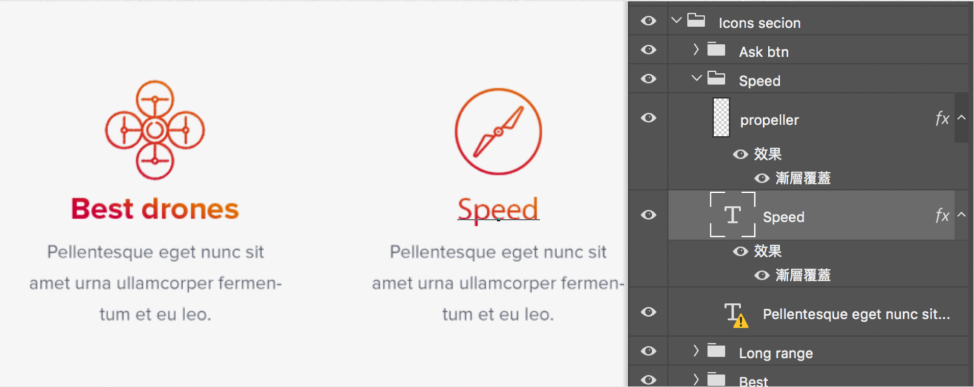 Best drones
Pellentesque eget nunc sit
amet urna ullamcorper fermen-
tum et eu leo.
Speed
Pellentesque eget nunc sit
amet urna ullamcorper fermen-
tum et eu leo.
Icons secion
Ask btn
Speed
propeller
fx
效果
漸層覆蓋
T
Speed
fx
效果
漸層覆蓋
T
Pellentesque eget nunc sit...
Long range
Best